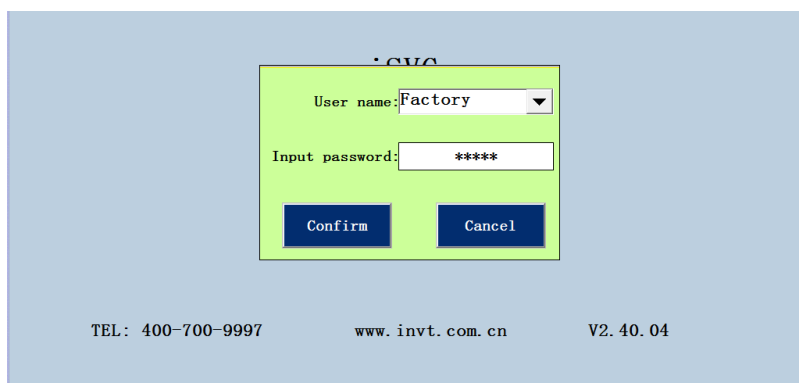 User name: Factory
Input password: *****
Confirm Cancel
TEL: 400-700-9997 www.invt.com.cn V2.40.04